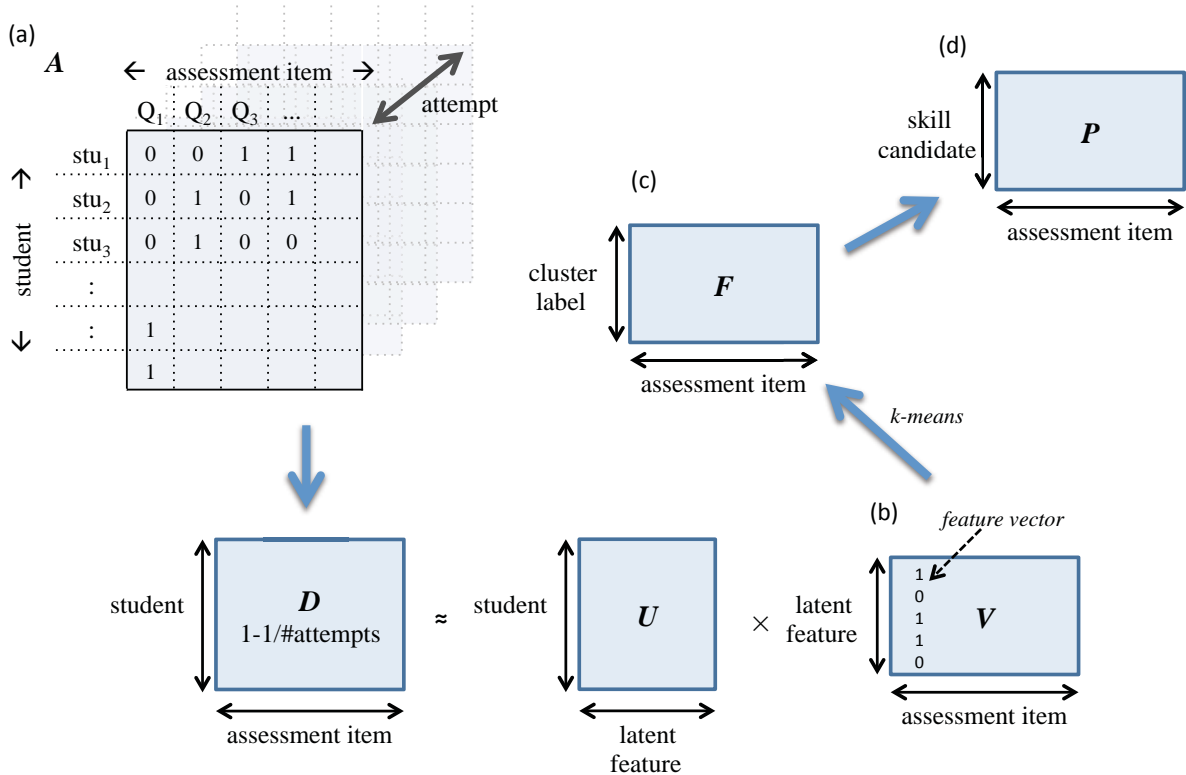 (a)
A
← assessment item →
attempt
Q1 Q2 Q3 ...
stu1 0 0 1 1
stu2 0 1 0 1
stu3 0 1 0 0
:
: 1
1
← student →
(d)
P
skill
candidate
assessment item
(c)
F
cluster
label
assessment item
k-means
(b)
feature vector
D
1-1/#attempts
student
assessment item
≈
U
student
latent
feature
×
V
1
0
1
1
0
latent
feature
assessment item